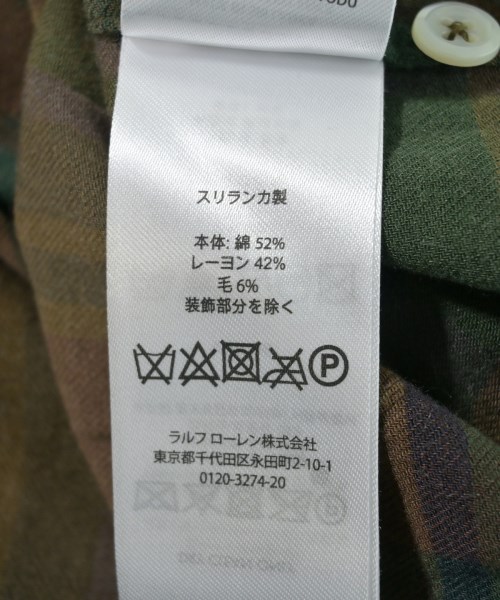 スリランカ製
本体: 綿 52%
レーヨン 42%
毛 6%
装飾部分を除く
P
ラルフ ローレン株式会社
東京都千代田区永田町2-10-1
0120-3274-20